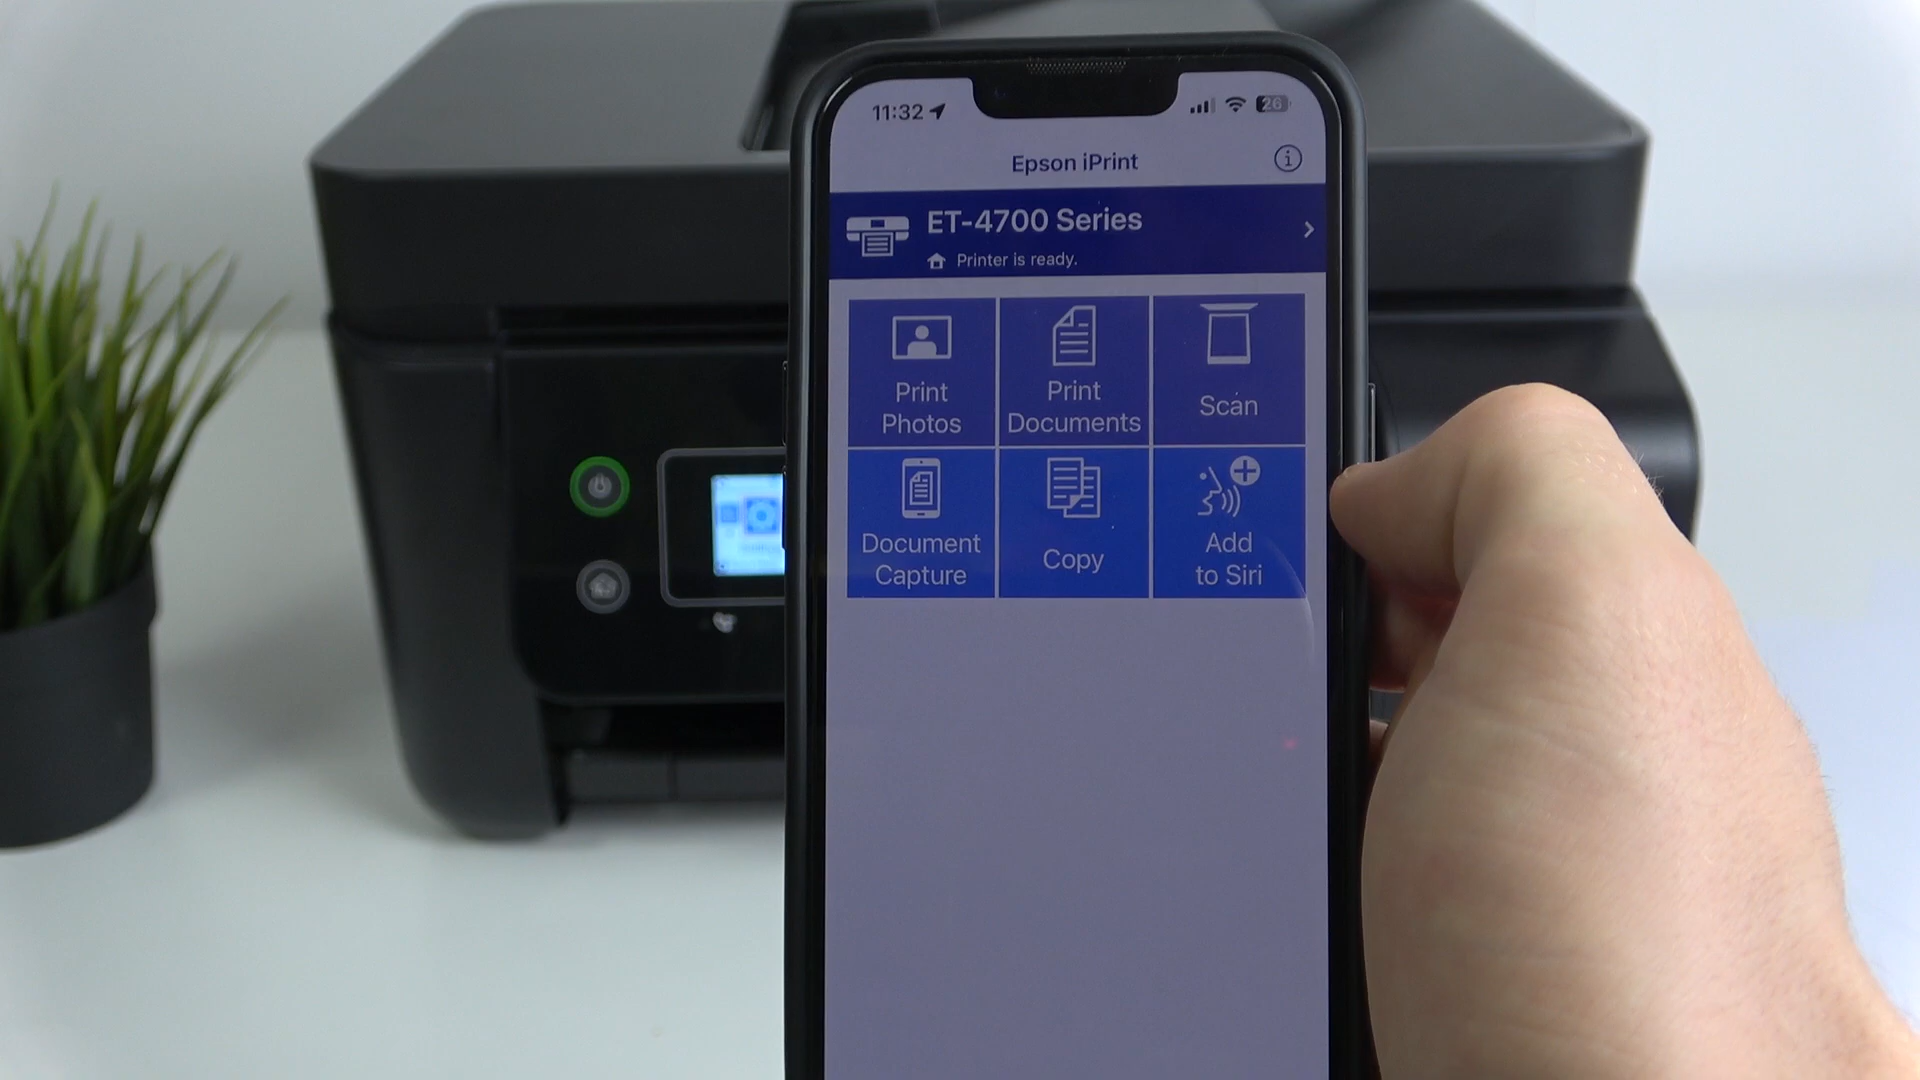 11:32
26
Epson iPrint
ET-4700 Series
Printer is ready.
Print
Photos
Print
Documents
Scan
Document
Capture
Copy
Add
to Siri